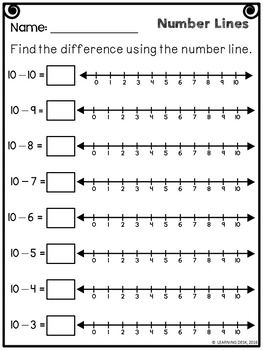 Name: Number Lines
Find the difference using the number line.
10 – 10 =
0 1 2 3 4 5 6 7 8 9 10
10 – 9 =
0 1 2 3 4 5 6 7 8 9 10
10 – 8 =
0 1 2 3 4 5 6 7 8 9 10
10 – 7 =
0 1 2 3 4 5 6 7 8 9 10
10 – 6 =
0 1 2 3 4 5 6 7 8 9 10
10 – 5 =
0 1 2 3 4 5 6 7 8 9 10
10 – 4 =
0 1 2 3 4 5 6 7 8 9 10
10 – 3 =
0 1 2 3 4 5 6 7 8 9 10
© LEARNING DESK, 2018